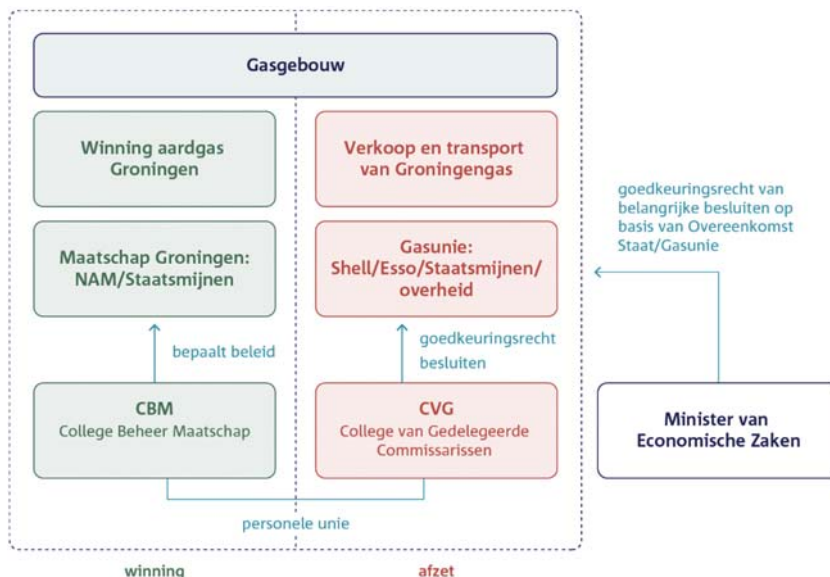 Gasgebouw
Winning aardgas
Groningen
Verkoop en transport
van Groningengas
goedkeuringsrecht van
belangrijke besluiten op
basis van Overeenkomst
Staat/Gasunie
Maatschap Groningen:
NAM/Staatsmijnen
Gasunie:
Shell/Esso/Staatsmijnen/
overheid
bepaalt beleid
goedkeuringsrecht
besluiten
CBM
College Beheer Maatschap
CVG
College van Gedelegeerde
Commissarissen
Minister van
Economische Zaken
personele unie
winning
afzet